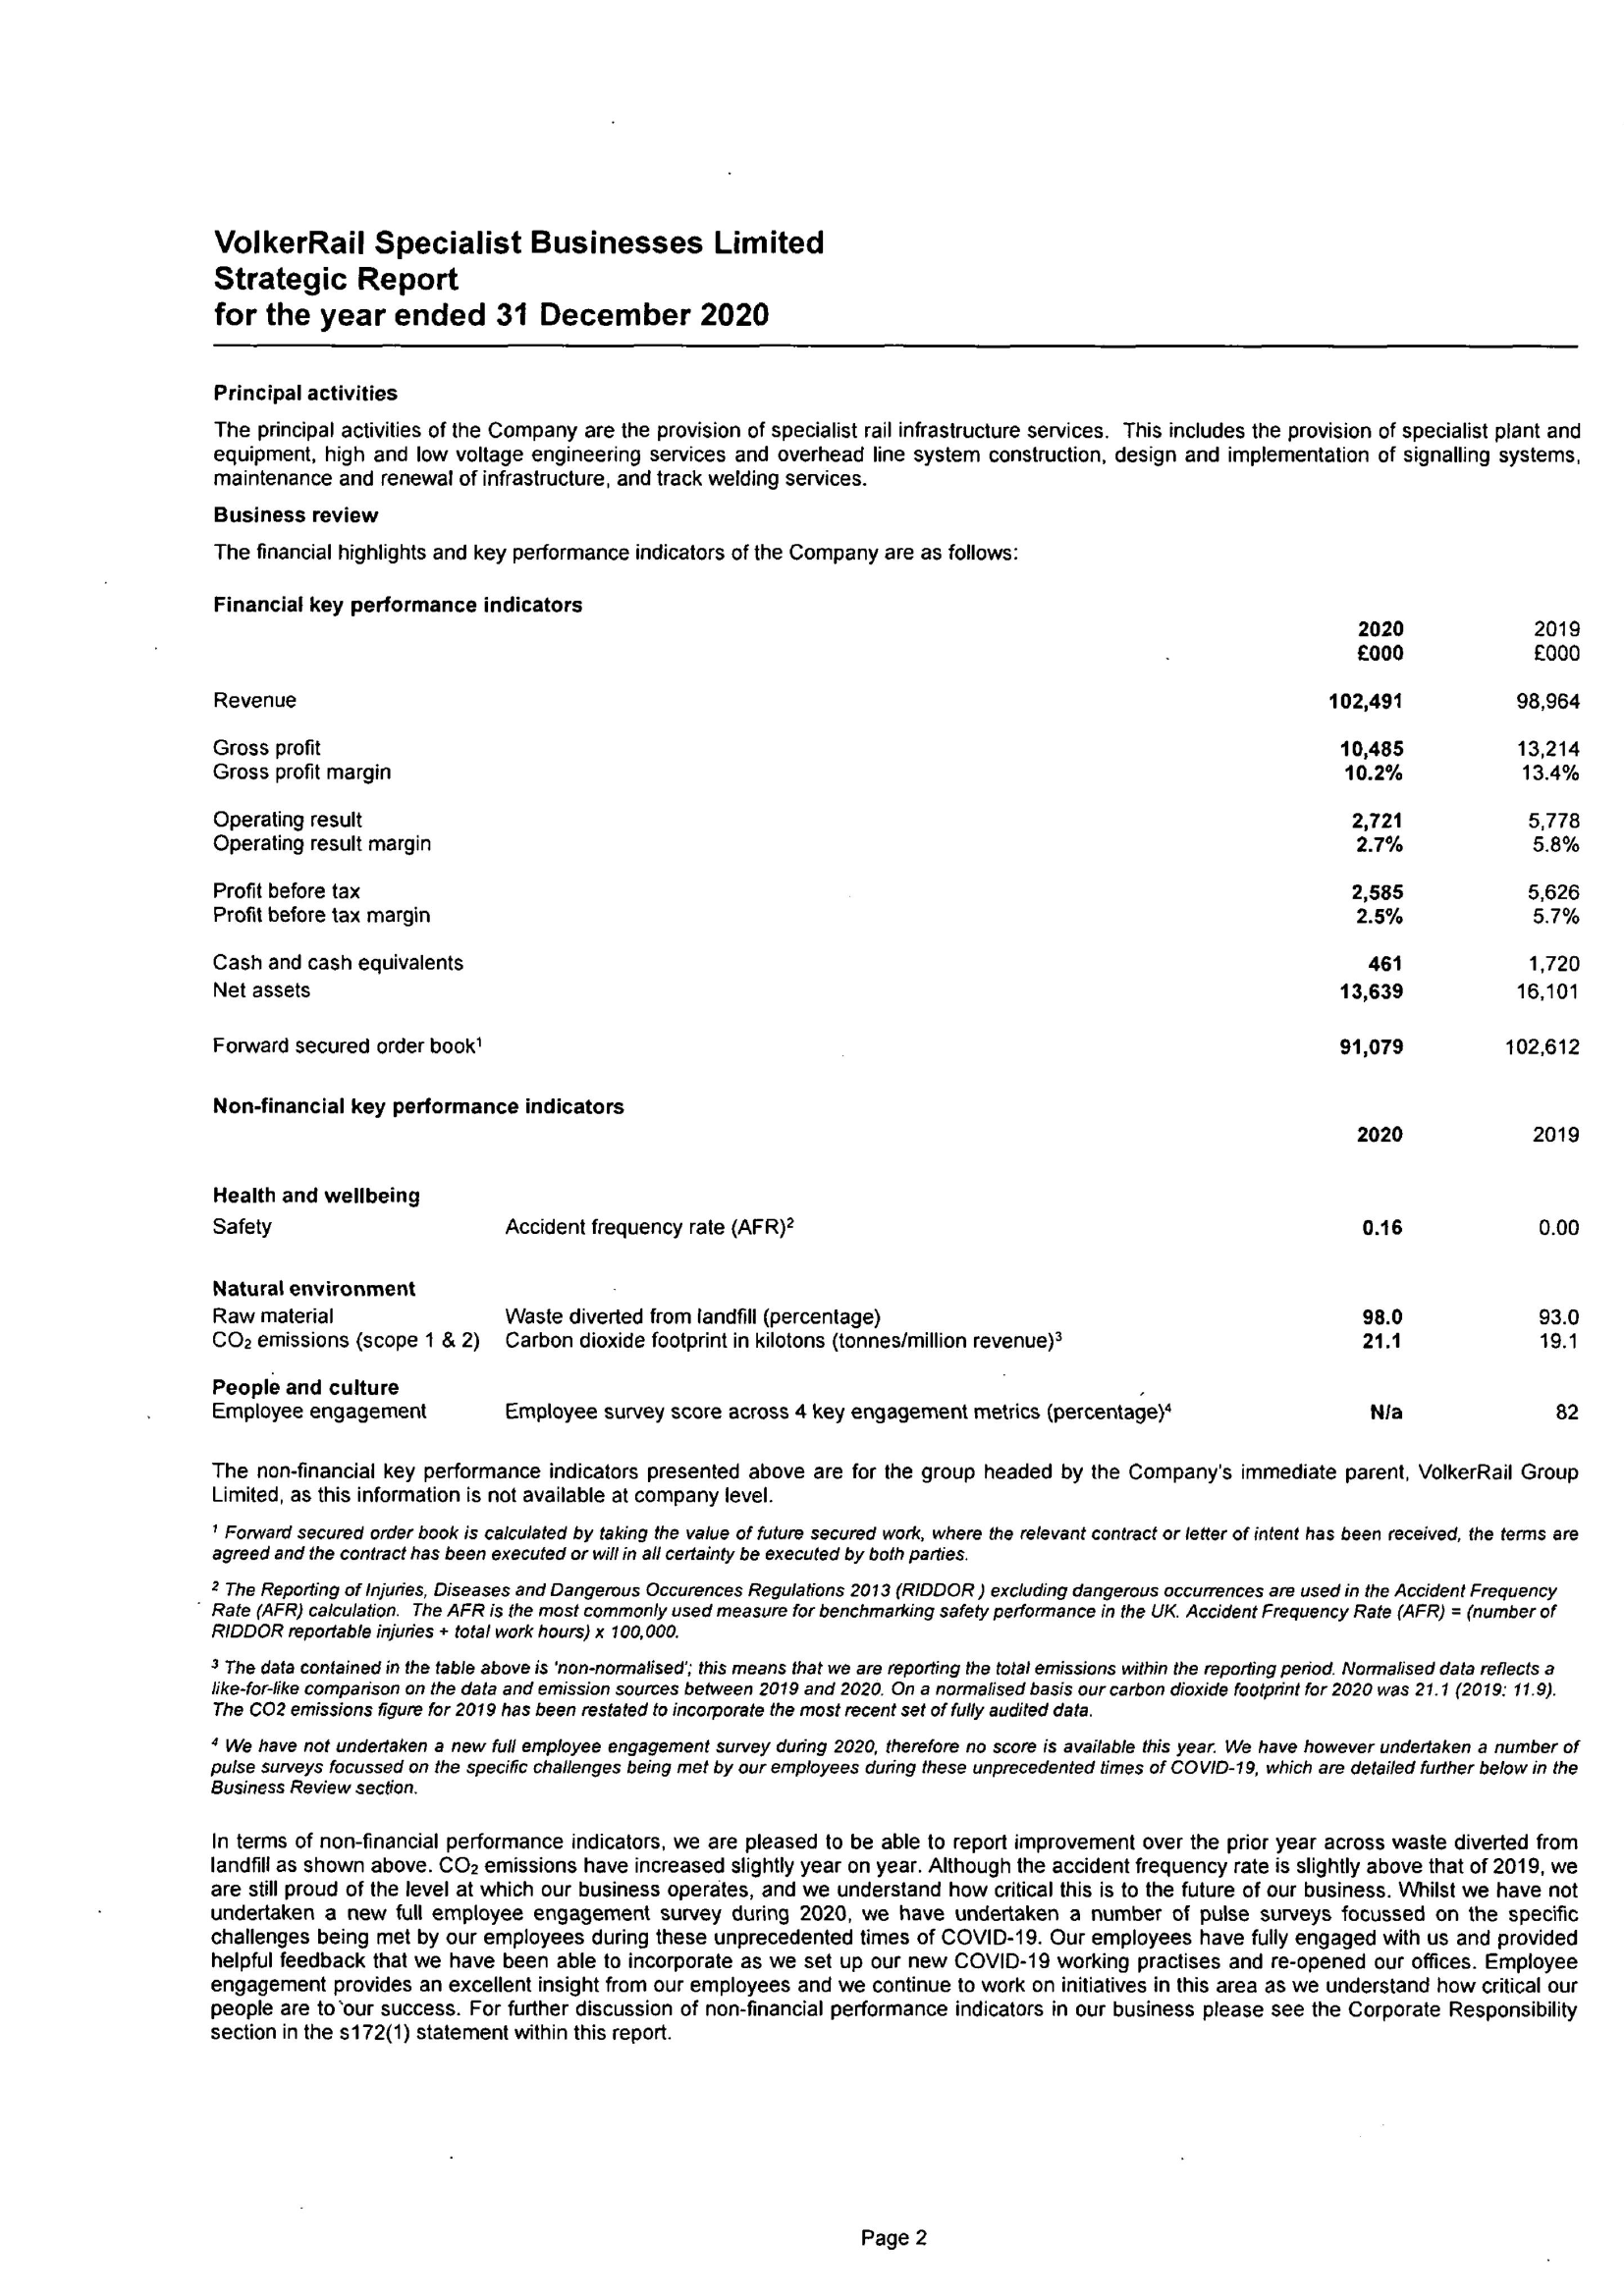 VolkerRail Specialist Businesses Limited
Strategic Report
for the year ended 31 December 2020
Principal activities
The principal activities of the Company are the provision of specialist rail infrastructure services. This includes the provision of specialist plant and
equipment, high and low voltage engineering services and overhead line system construction, design and implementation of signalling systems,
maintenance and renewal of infrastructure, and track welding services.
Business review
The financial highlights and key performance indicators of the Company are as follows:
Financial key performance indicators
2020 2019
£000 £000
Revenue 102,491 98,964
Gross profit 10,485 13,214
Gross profit margin 10.2% 13.4%
Operating result 2,721 5,778
Operating result margin 2.7% 5.8%
Profit before tax 2,585 5,626
Profit before tax margin 2.5% 5.7%
Cash and cash equivalents 461 1,720
Net assets 13,639 16,101
Forward secured order book¹ 91,079 102,612
Non-financial key performance indicators
2020 2019
Health and wellbeing
Safety Accident frequency rate (AFR)² 0.16 0.00
Natural environment
Raw material Waste diverted from landfill (percentage) 98.0 93.0
CO₂ emissions (scope 1 & 2) Carbon dioxide footprint in kilotons (tonnes/million revenue)³ 21.1 19.1
People and culture
Employee engagement Employee survey score across 4 key engagement metrics (percentage)⁴ N/a 82
The non-financial key performance indicators presented above are for the group headed by the Company's immediate parent, VolkerRail Group
Limited, as this information is not available at company level.
¹ Forward secured order book is calculated by taking the value of future secured work, where the relevant contract or letter of intent has been received, the terms are
agreed and the contract has been executed or will in all certainty be executed by both parties.
² The Reporting of Injuries, Diseases and Dangerous Occurences Regulations 2013 (RIDDOR ) excluding dangerous occurrences are used in the Accident Frequency
Rate (AFR) calculation. The AFR is the most commonly used measure for benchmarking safety performance in the UK. Accident Frequency Rate (AFR) = (number of
RIDDOR reportable injuries + total work hours) x 100,000.
³ The data contained in the table above is 'non-normalised'; this means that we are reporting the total emissions within the reporting period. Normalised data reflects a
like-for-like comparison on the data and emission sources between 2019 and 2020. On a normalised basis our carbon dioxide footprint for 2020 was 21.1 (2019: 11.9).
The CO2 emissions figure for 2019 has been restated to incorporate the most recent set of fully audited data.
⁴ We have not undertaken a new full employee engagement survey during 2020, therefore no score is available this year. We have however undertaken a number of
pulse surveys focussed on the specific challenges being met by our employees during these unprecedented times of COVID-19, which are detailed further below in the
Business Review section.
In terms of non-financial performance indicators, we are pleased to be able to report improvement over the prior year across waste diverted from
landfill as shown above. CO₂ emissions have increased slightly year on year. Although the accident frequency rate is slightly above that of 2019, we
are still proud of the level at which our business operates, and we understand how critical this is to the future of our business. Whilst we have not
undertaken a new full employee engagement survey during 2020, we have undertaken a number of pulse surveys focussed on the specific
challenges being met by our employees during these unprecedented times of COVID-19. Our employees have fully engaged with us and provided
helpful feedback that we have been able to incorporate as we set up our new COVID-19 working practises and re-opened our offices. Employee
engagement provides an excellent insight from our employees and we continue to work on initiatives in this area as we understand how critical our
people are to our success. For further discussion of non-financial performance indicators in our business please see the Corporate Responsibility
section in the s172(1) statement within this report.
Page 2